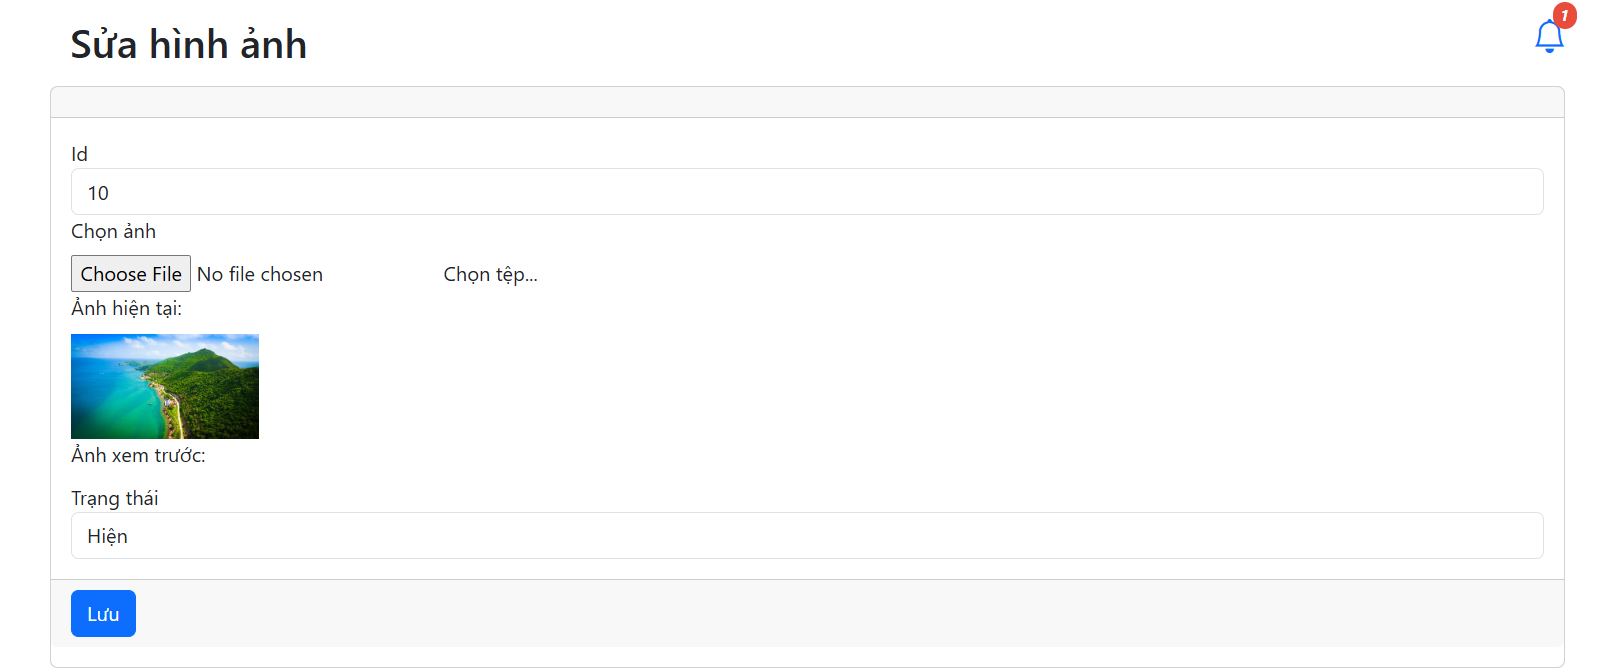 Sửa hình ảnh
1
Id
10
Chọn ảnh
Choose File No file chosen Chọn tệp...
Ảnh hiện tại:
Ảnh xem trước:
Trạng thái
Hiện
Lưu